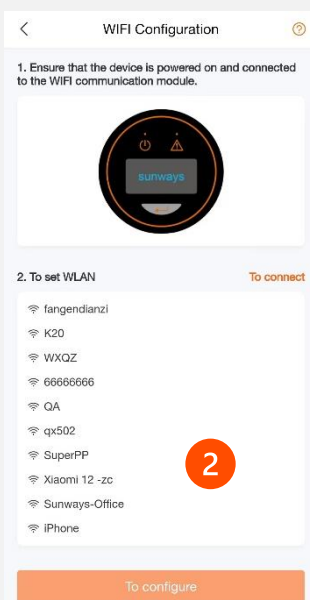 WIFI Configuration
1. Ensure that the device is powered on and connected
to the WIFI communication module.
sunways
2. To set WLAN To connect
fangendianzi
K20
WXQZ
66666666
QA
qx502
SuperPP
2
Xiaomi 12 -zc
Sunways-Office
iPhone
To configure